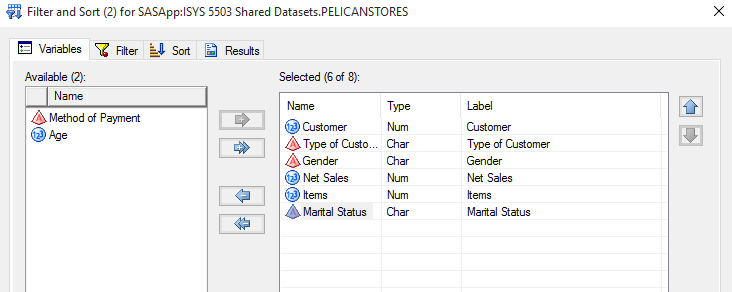 Filter and Sort (2) for SASApp:ISYS 5503 Shared Datasets.PELICANSTORES
Variables Filter Sort Results
Available (2):
Name
Method of Payment
Age
Selected (6 of 8):
Name Type Label
Customer Num Customer
Type of Custo... Char Type of Customer
Gender Char Gender
Net Sales Num Net Sales
Items Num Items
Marital Status Char Marital Status